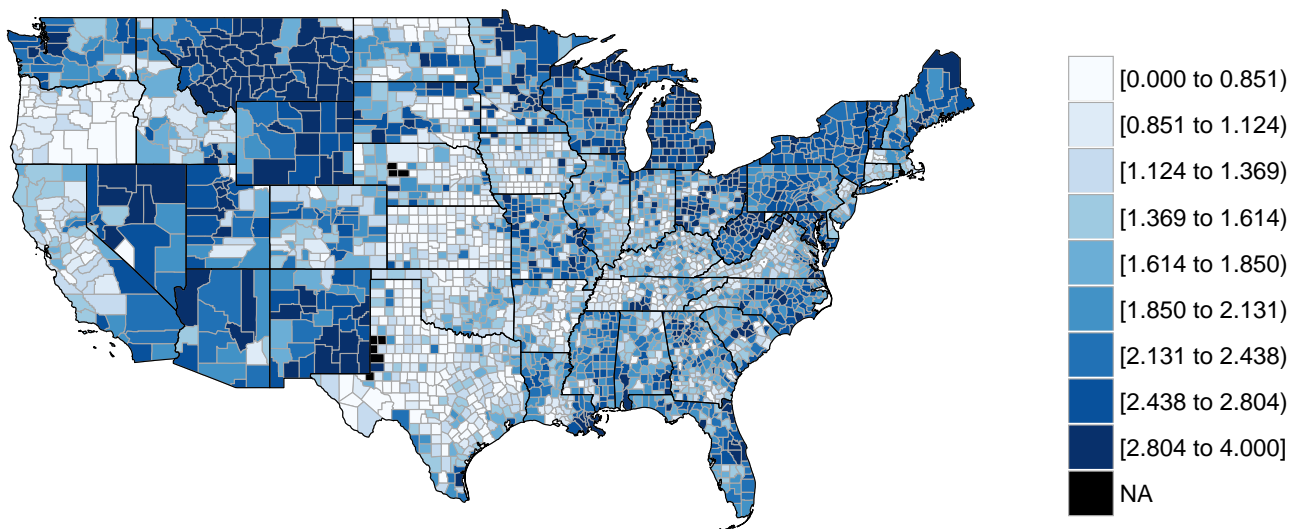 [0.000 to 0.851)
[0.851 to 1.124)
[1.124 to 1.369)
[1.369 to 1.614)
[1.614 to 1.850)
[1.850 to 2.131)
[2.131 to 2.438)
[2.438 to 2.804)
[2.804 to 4.000]
NA